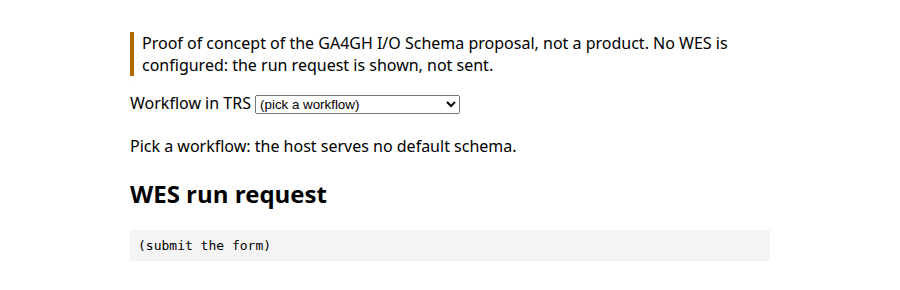 Proof of concept of the GA4GH I/O Schema proposal, not a product. No WES is
configured: the run request is shown, not sent.
Workflow in TRS (pick a workflow)
Pick a workflow: the host serves no default schema.
WES run request
(submit the form)